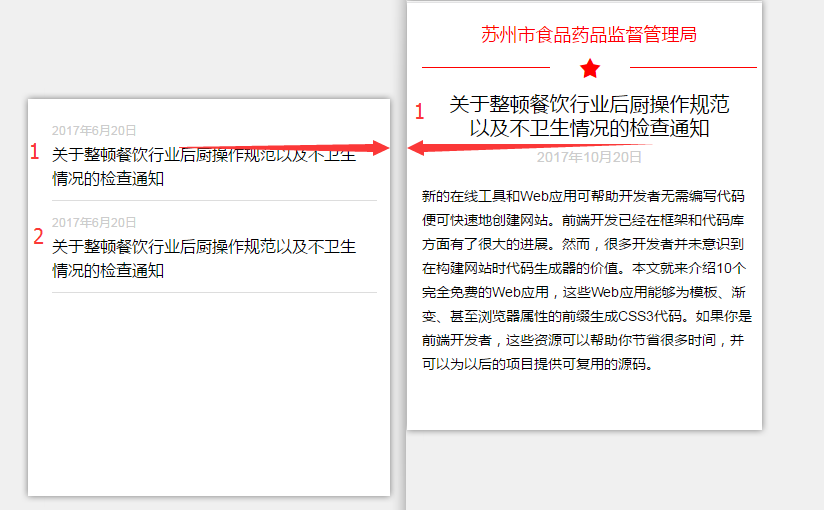 2017年6月20日
1
关于整顿餐饮行业后厨操作规范以及不卫生
情况的检查通知
2017年6月20日
2
关于整顿餐饮行业后厨操作规范以及不卫生
情况的检查通知
苏州市食品药品监督管理局
1
关于整顿餐饮行业后厨操作规范
以及不卫生情况的检查通知
2017年10月20日
新的在线工具和Web应用可帮助开发者无需编写代码
便可快速地创建网站。前端开发已经在框架和代码库
方面有了很大的进展。然而，很多开发者并未意识到
在构建网站时代码生成器的价值。本文就来介绍10个
完全免费的Web应用，这些Web应用能够为模板、渐
变、甚至浏览器属性的前缀生成CSS3代码。如果你是
前端开发者，这些资源可以帮助你节省很多时间，并
可以为以后的项目提供可复用的源码。